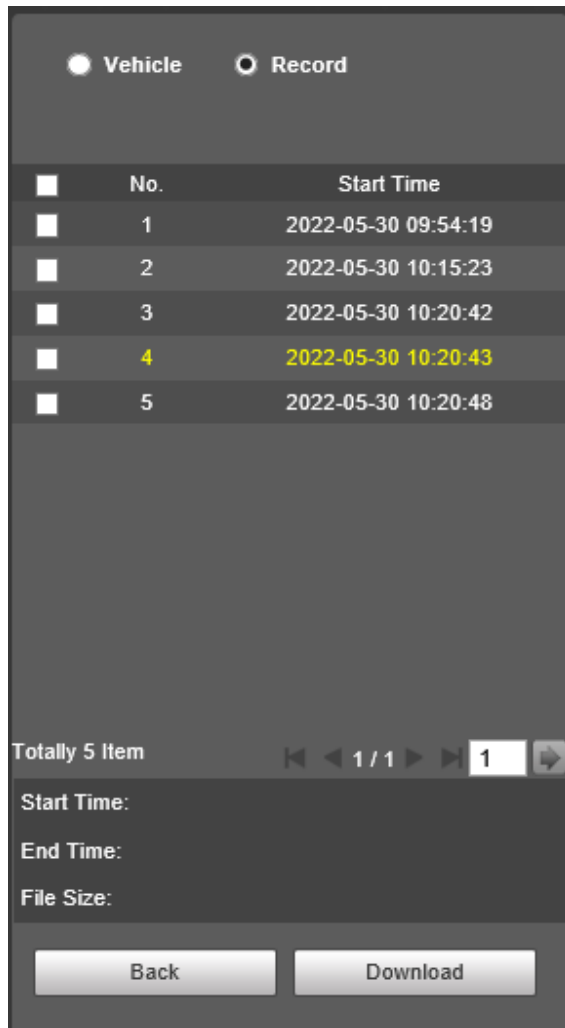 Vehicle Record
No. Start Time
1 2022-05-30 09:54:19
2 2022-05-30 10:15:23
3 2022-05-30 10:20:42
4 2022-05-30 10:20:43
5 2022-05-30 10:20:48
Totally 5 Item 1 / 1 1
Start Time:
End Time:
File Size:
Back Download